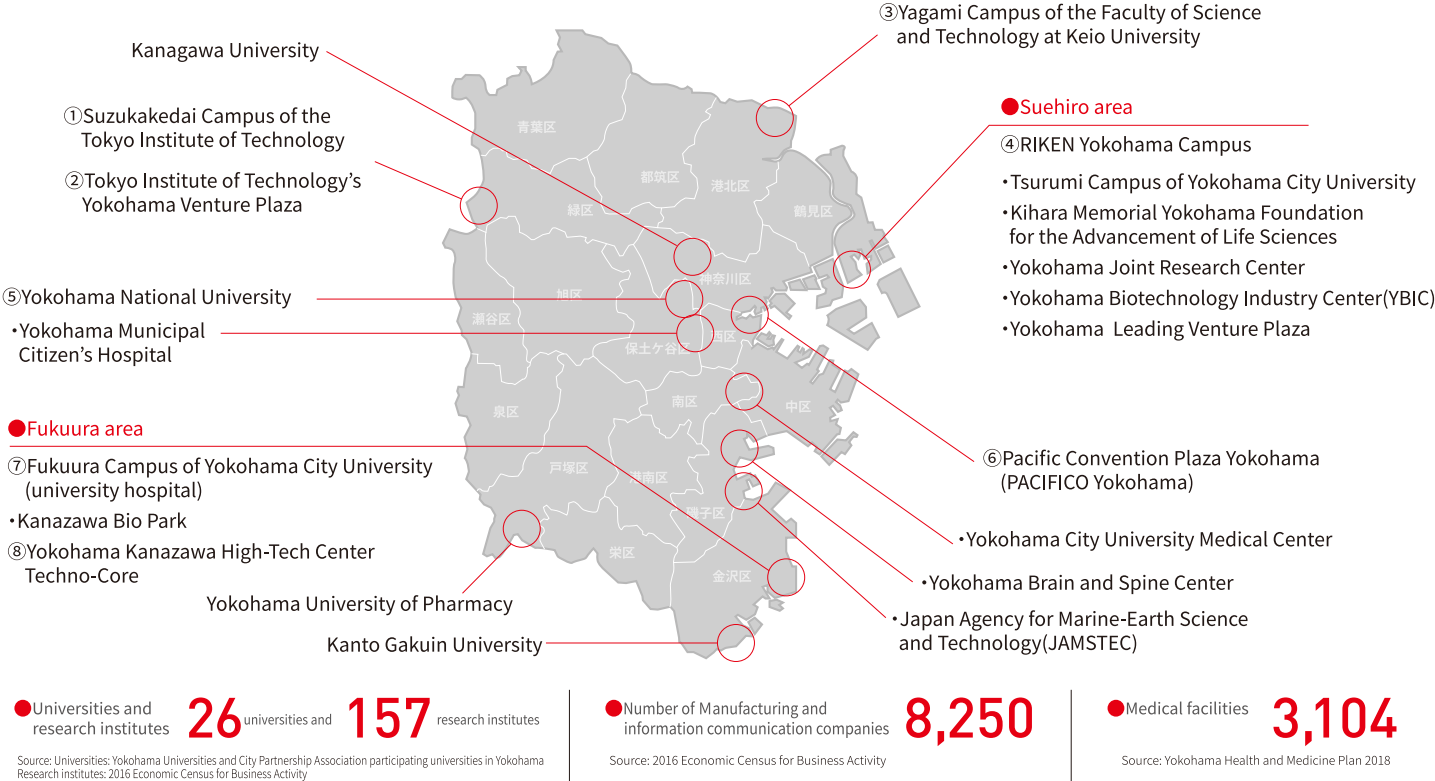 ③Yagami Campus of the Faculty of Science
and Technology at Keio University
Kanagawa University
①Suzukakedai Campus of the
Tokyo Institute of Technology
②Tokyo Institute of Technology's
Yokohama Venture Plaza
●Suehiro area
④RIKEN Yokohama Campus
・Tsurumi Campus of Yokohama City University
・Kihara Memorial Yokohama Foundation
for the Advancement of Life Sciences
・Yokohama Joint Research Center
・Yokohama Biotechnology Industry Center(YBIC)
・Yokohama Leading Venture Plaza
青葉区
都筑区
港北区
緑区
鶴見区
神奈川区
旭区
瀬谷区
西区
保土ケ谷区
南区
中区
泉区
戸塚区
港南区
磯子区
栄区
金沢区
⑤Yokohama National University
・Yokohama Municipal
Citizen's Hospital
●Fukuura area
⑦Fukuura Campus of Yokohama City University
(university hospital)
・Kanazawa Bio Park
⑧Yokohama Kanazawa High-Tech Center
Techno-Core
Yokohama University of Pharmacy
Kanto Gakuin University
⑥Pacific Convention Plaza Yokohama
(PACIFICO Yokohama)
・Yokohama City University Medical Center
・Yokohama Brain and Spine Center
・Japan Agency for Marine-Earth Science
and Technology(JAMSTEC)
●Universities and
research institutes
26 universities and 157 research institutes
Source: Universities: Yokohama Universities and City Partnership Association participating universities in Yokohama
Research institutes: 2016 Economic Census for Business Activity
●Number of Manufacturing and
information communication companies
8,250
Source: 2016 Economic Census for Business Activity
●Medical facilities
3,104
Source: Yokohama Health and Medicine Plan 2018